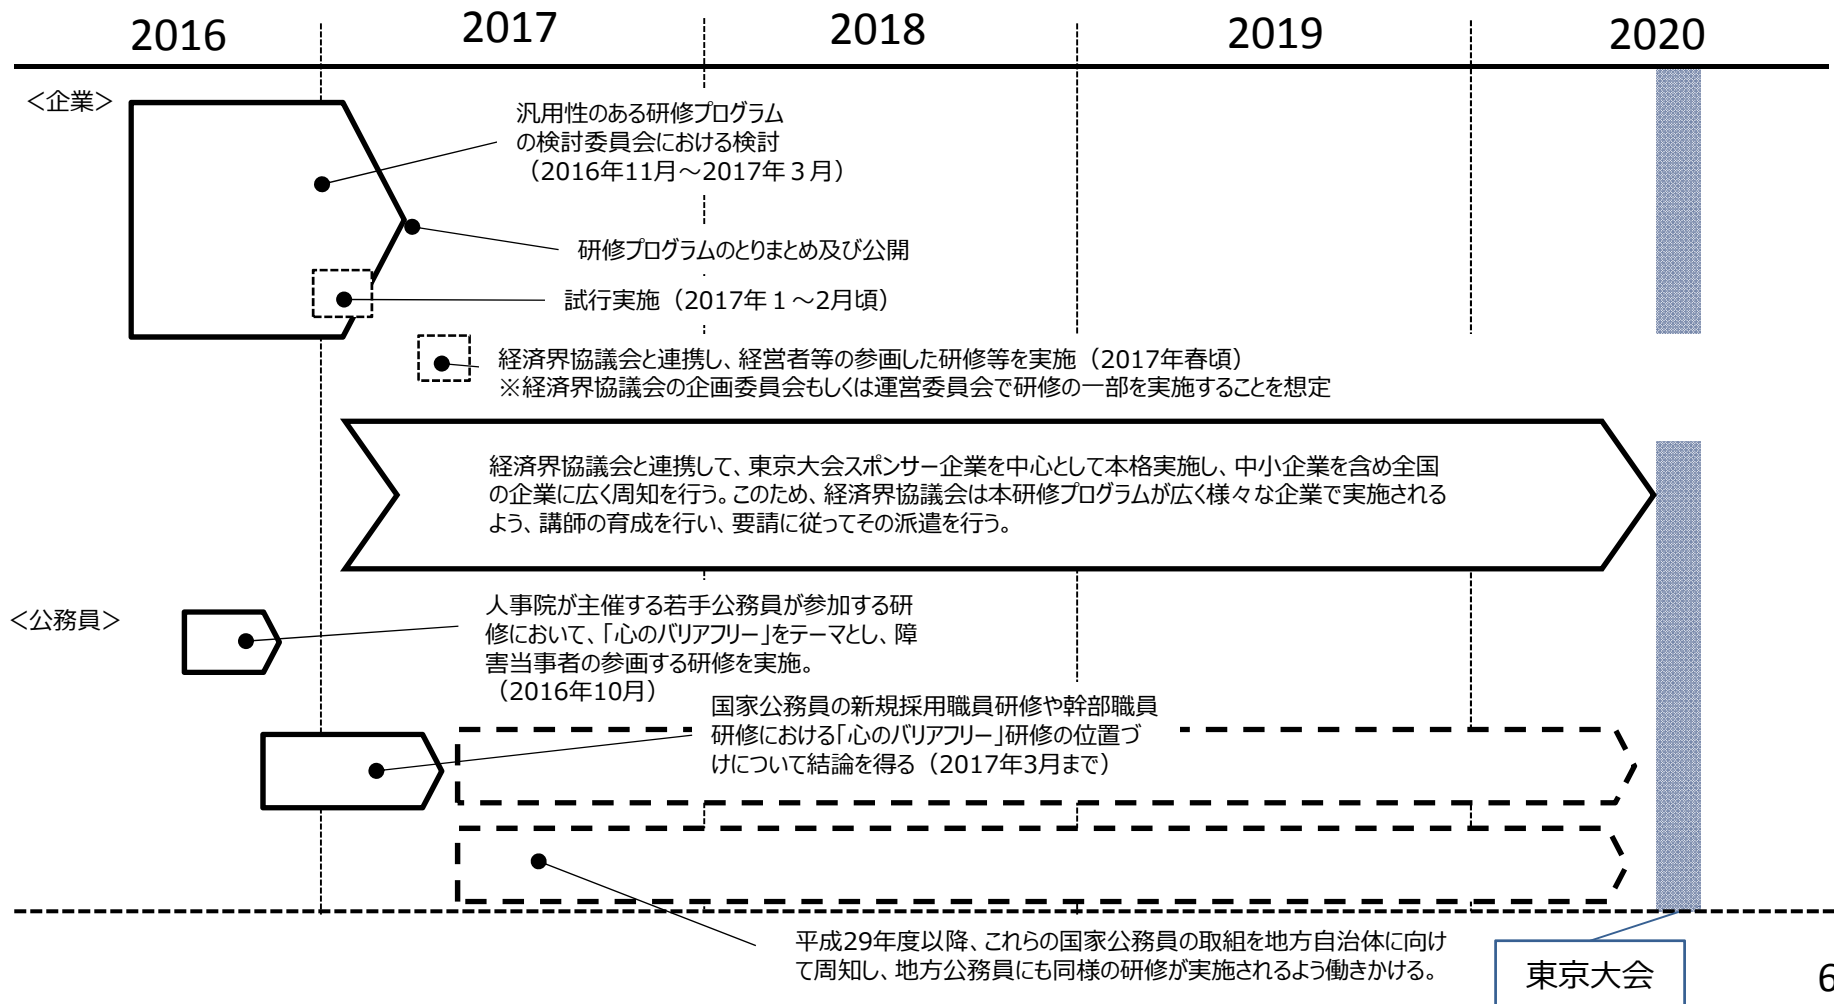 2016
2017
2018
2019
2020
＜企業＞
汎用性のある研修プログラム
の検討委員会における検討
（2016年11月～2017年３月）
研修プログラムのとりまとめ及び公開
試行実施（2017年１～2月頃）
経済界協議会と連携し、経営者等の参画した研修等を実施（2017年春頃）
※経済界協議会の企画委員会もしくは運営委員会で研修の一部を実施することを想定
経済界協議会と連携して、東京大会スポンサー企業を中心として本格実施し、中小企業を含め全国
の企業に広く周知を行う。このため、経済界協議会は本研修プログラムが広く様々な企業で実施される
よう、講師の育成を行い、要請に従ってその派遣を行う。
＜公務員＞
人事院が主催する若手公務員が参加する研
修において、「心のバリアフリー」をテーマとし、障
害当事者の参画する研修を実施。
（2016年10月）
国家公務員の新規採用職員研修や幹部職員
研修における「心のバリアフリー」研修の位置づ
けについて結論を得る（2017年3月まで）
平成29年度以降、これらの国家公務員の取組を地方自治体に向け
て周知し、地方公務員にも同様の研修が実施されるよう働きかける。
東京大会
6